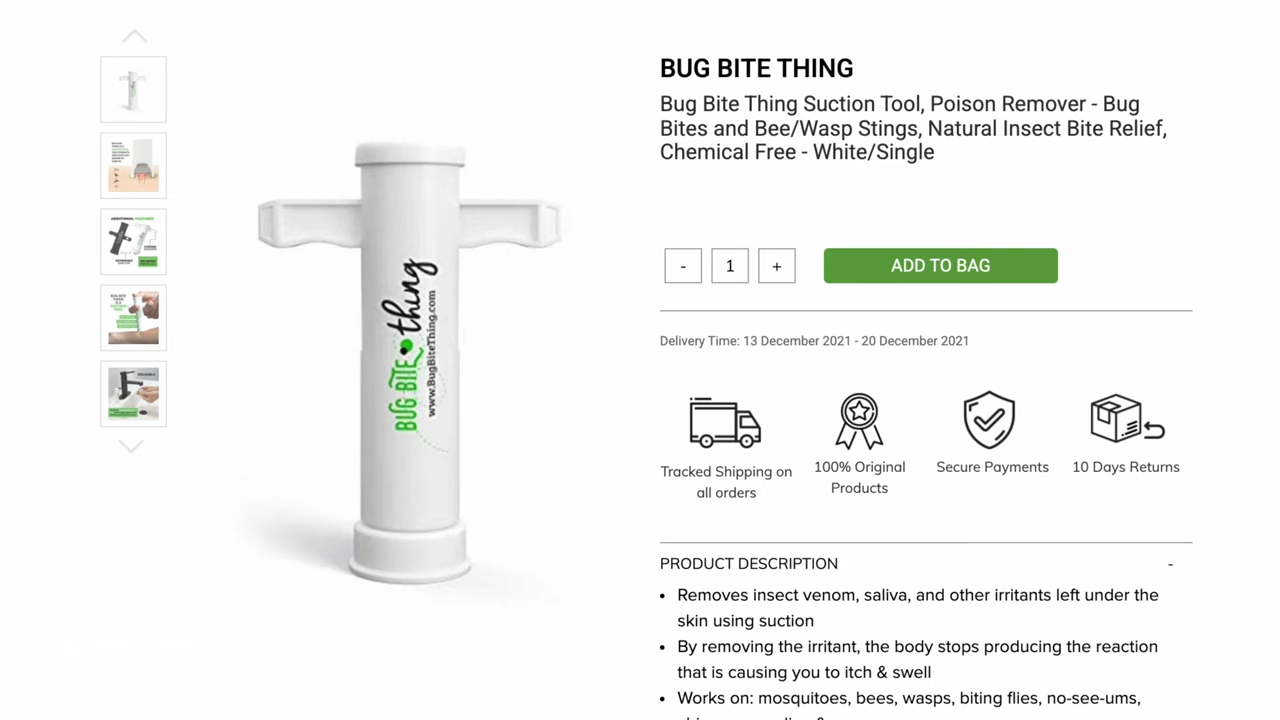 BUG BITE THING
Bug Bite Thing Suction Tool, Poison Remover - Bug
Bites and Bee/Wasp Stings, Natural Insect Bite Relief,
Chemical Free - White/Single
- 1 + ADD TO BAG
Delivery Time: 13 December 2021 - 20 December 2021
Tracked Shipping on
all orders
100% Original
Products
Secure Payments
10 Days Returns
PRODUCT DESCRIPTION -
• Removes insect venom, saliva, and other irritants left under the
skin using suction
• By removing the irritant, the body stops producing the reaction
that is causing you to itch & swell
• Works on: mosquitoes, bees, wasps, biting flies, no-see-ums,
BUG BITE thing
www.BugBiteThing.com
ADDITIONAL FEATURES